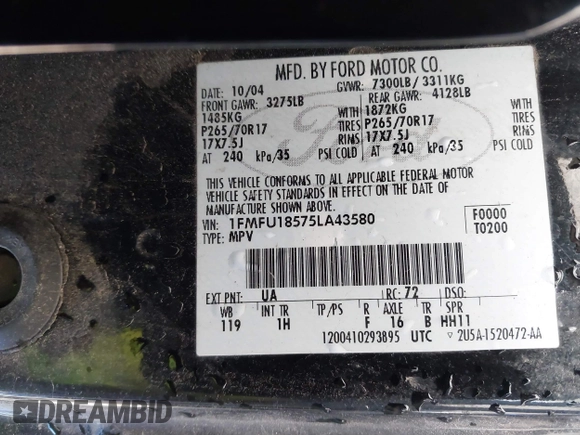 MFD. BY FORD MOTOR CO.
DATE: 10/04 GVWR: 7300LB / 3311KG
FRONT GAWR: 3275LB REAR GAWR: 4128LB
1485KG WITH 1872KG WITH
P265/70R17 TIRES P265/70R17 TIRES
17X7.5J RIMS 17X7.5J RIMS
AT 240 kPa/35 PSI COLD AT 240 kPa/35 PSI COLD
Ford
THIS VEHICLE CONFORMS TO ALL APPLICABLE FEDERAL MOTOR
VEHICLE SAFETY STANDARDS IN EFFECT ON THE DATE OF
MANUFACTURE SHOWN ABOVE.
VIN: 1FMFU18575LA43580 F0000
TYPE: MPV T0200
EXT PNT: UA RC: 72 DSO:
WB INT TR TP/PS R AXLE TR SPR
119 1H F 16 B HH11
1200410293895 UTC ▽ 2U5A-1520472-AA
DREAMBID